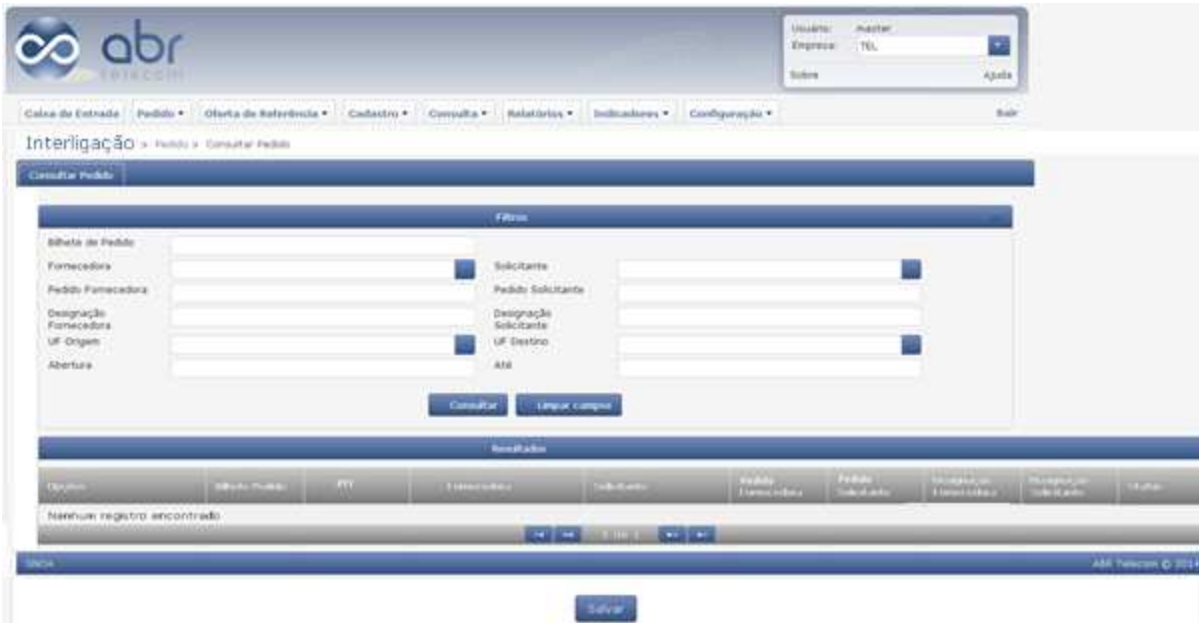 abr
telecom
Usuário: master
Empresa: TEL
Sobre Ajuda
Caixa de Entrada Pedido Oferta de Referência Cadastro Consulta Relatórios Indicadores Configuração Sair
Interligação » Pedido » Consultar Pedido
Consultar Pedido
Filtros
Bilhete de Pedido
Fornecedora Solicitante
Pedido Fornecedora Pedido Solicitante
Designação Fornecedora Designação Solicitante
UF Origem UF Destino
Abertura Até
Consultar Limpar campos
Resultados
Opções Bilhete Pedido Fornecedora Solicitante Pedido Fornecedora Pedido Solicitante Designação Fornecedora Designação Solicitante Status
Nenhum registro encontrado
ABR Telecom © 2014
Salvar